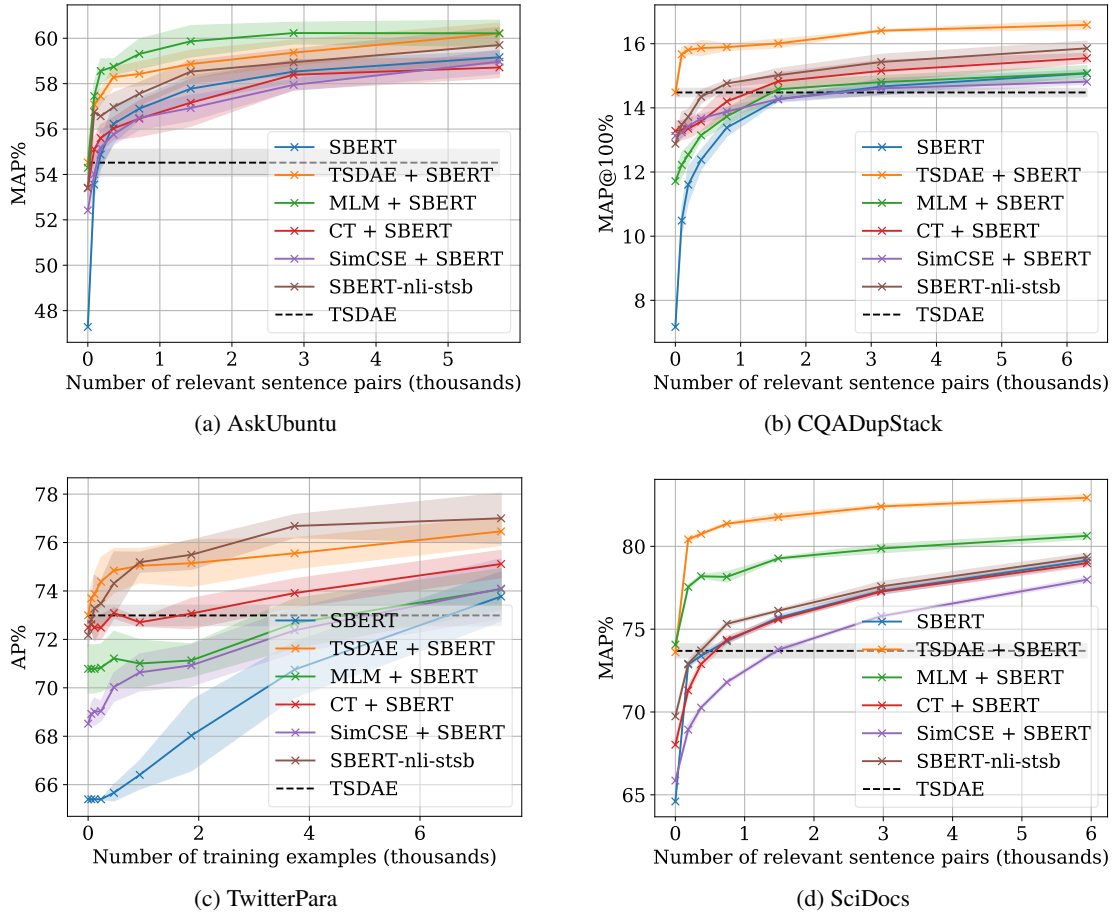 60
58
56
54
52
50
48
MAP%
SBERT
TSDAE + SBERT
MLM + SBERT
CT + SBERT
SimCSE + SBERT
SBERT-nli-stsb
TSDAE
0 1 2 3 4 5
Number of relevant sentence pairs (thousands)
(a) AskUbuntu
16
14
12
10
8
MAP@100%
SBERT
TSDAE + SBERT
MLM + SBERT
CT + SBERT
SimCSE + SBERT
SBERT-nli-stsb
TSDAE
0 1 2 3 4 5 6
Number of relevant sentence pairs (thousands)
(b) CQADupStack
78
76
74
72
70
68
66
AP%
SBERT
TSDAE + SBERT
MLM + SBERT
CT + SBERT
SimCSE + SBERT
SBERT-nli-stsb
TSDAE
0 2 4 6
Number of training examples (thousands)
(c) TwitterPara
80
75
70
65
MAP%
SBERT
TSDAE + SBERT
MLM + SBERT
CT + SBERT
SimCSE + SBERT
SBERT-nli-stsb
TSDAE
0 1 2 3 4 5 6
Number of relevant sentence pairs (thousands)
(d) SciDocs